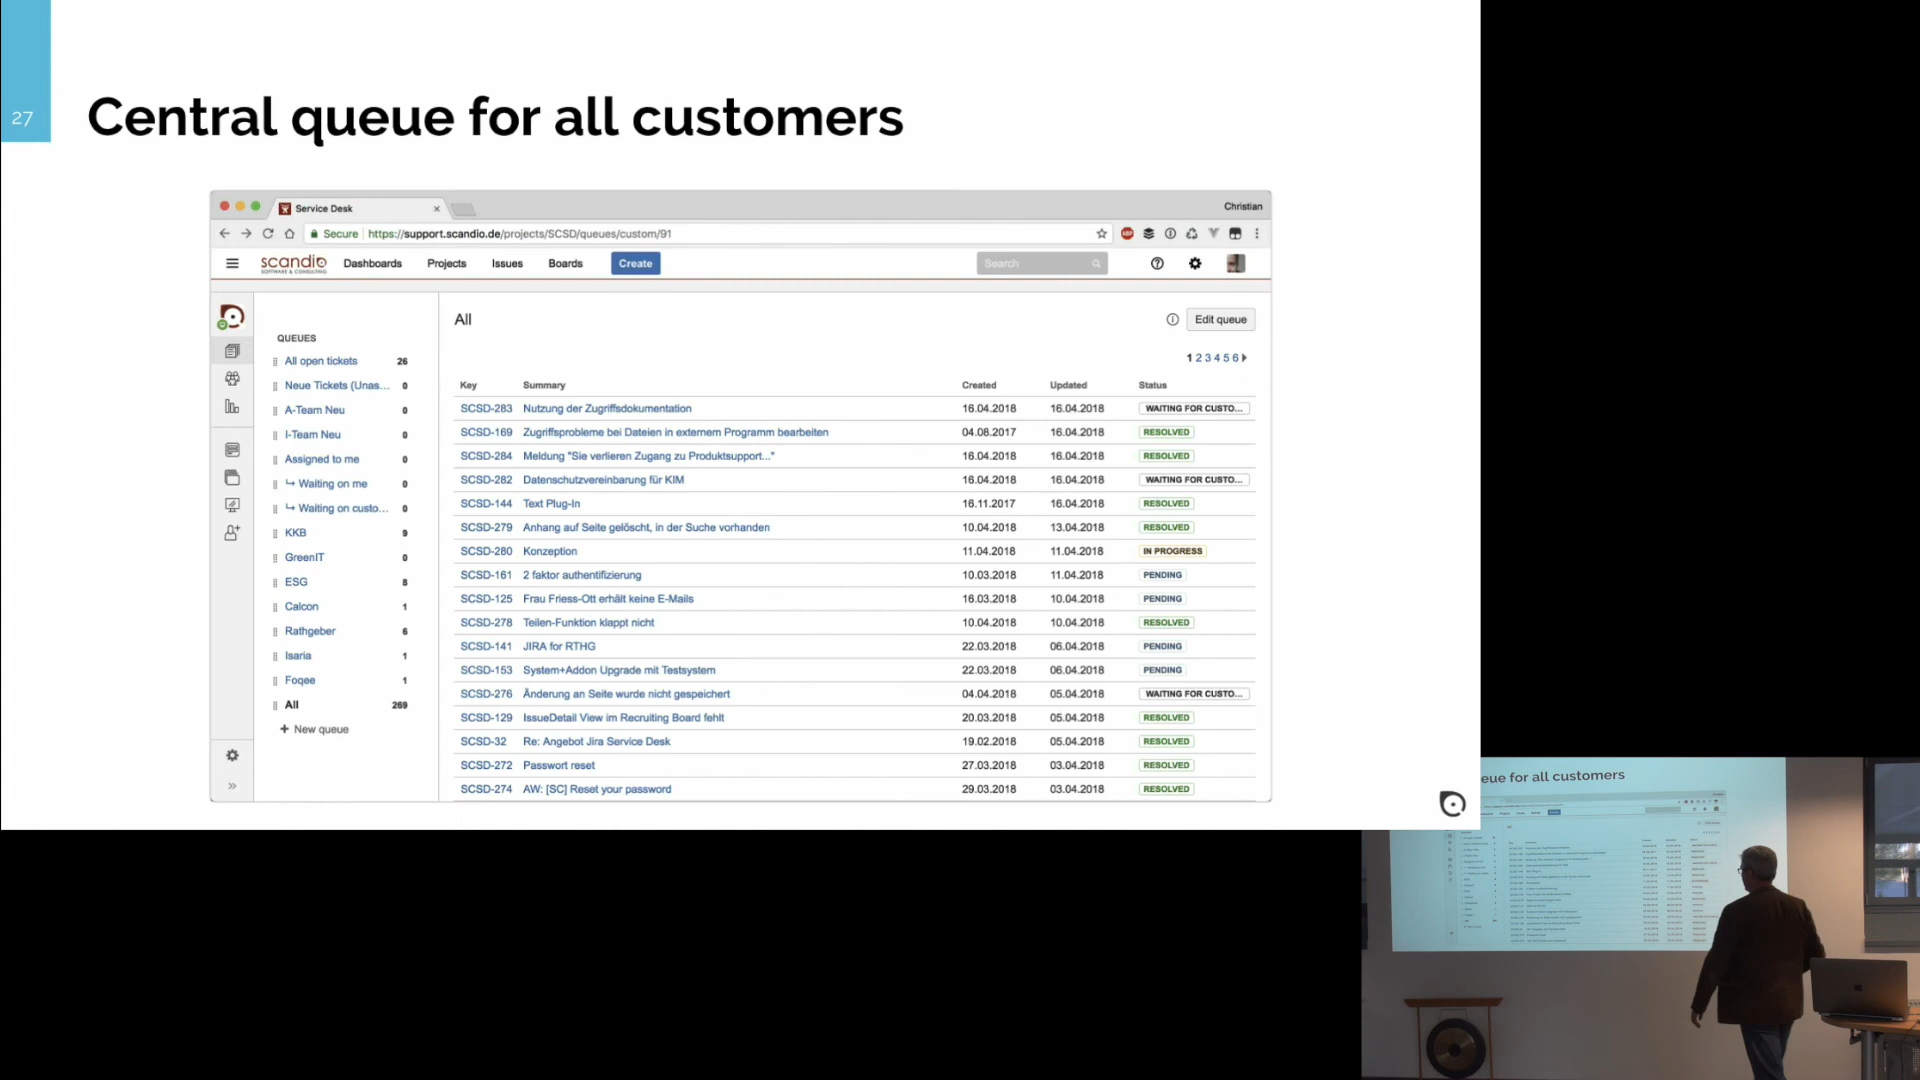 27
Central queue for all customers
Service Desk
Christian
Secure https://support.scandio.de/projects/SCSD/queues/custom/91
scandio Dashboards Projects Issues Boards Create Search
SOFTWARE & CONSULTING
QUEUES
All open tickets 26
Neue Tickets (Unas... 0
A-Team Neu 0
I-Team Neu 0
Assigned to me 0
Waiting on me 0
Waiting on custo... 0
KKB 9
GreenIT 0
ESG 8
Calcon 1
Rathgeber 6
Isaria 1
Foqee 1
All 269
+ New queue
All
Edit queue
1 2 3 4 5 6
Key Summary Created Updated Status
SCSD-283 Nutzung der Zugriffsdokumentation 16.04.2018 16.04.2018 WAITING FOR CUSTO...
SCSD-169 Zugriffsprobleme bei Dateien in externem Programm bearbeiten 04.08.2017 16.04.2018 RESOLVED
SCSD-284 Meldung "Sie verlieren Zugang zu Produktsupport..." 16.04.2018 16.04.2018 RESOLVED
SCSD-282 Datenschutzvereinbarung für KIM 16.04.2018 16.04.2018 WAITING FOR CUSTO...
SCSD-144 Text Plug-In 16.11.2017 16.04.2018 RESOLVED
SCSD-279 Anhang auf Seite gelöscht, in der Suche vorhanden 10.04.2018 13.04.2018 RESOLVED
SCSD-280 Konzeption 11.04.2018 11.04.2018 IN PROGRESS
SCSD-161 2 faktor authentifizierung 10.03.2018 11.04.2018 PENDING
SCSD-125 Frau Friess-Ott erhält keine E-Mails 16.03.2018 10.04.2018 PENDING
SCSD-278 Teilen-Funktion klappt nicht 10.04.2018 10.04.2018 RESOLVED
SCSD-141 JIRA for RTHG 22.03.2018 06.04.2018 PENDING
SCSD-153 System+Addon Upgrade mit Testsystem 22.03.2018 06.04.2018 PENDING
SCSD-276 Änderung an Seite wurde nicht gespeichert 04.04.2018 05.04.2018 WAITING FOR CUSTO...
SCSD-129 IssueDetail View im Recruiting Board fehlt 20.03.2018 05.04.2018 RESOLVED
SCSD-32 Re: Angebot Jira Service Desk 19.02.2018 05.04.2018 RESOLVED
SCSD-272 Passwort reset 27.03.2018 03.04.2018 RESOLVED
SCSD-274 AW: [SC] Reset your password 29.03.2018 03.04.2018 RESOLVED
eue for all customers